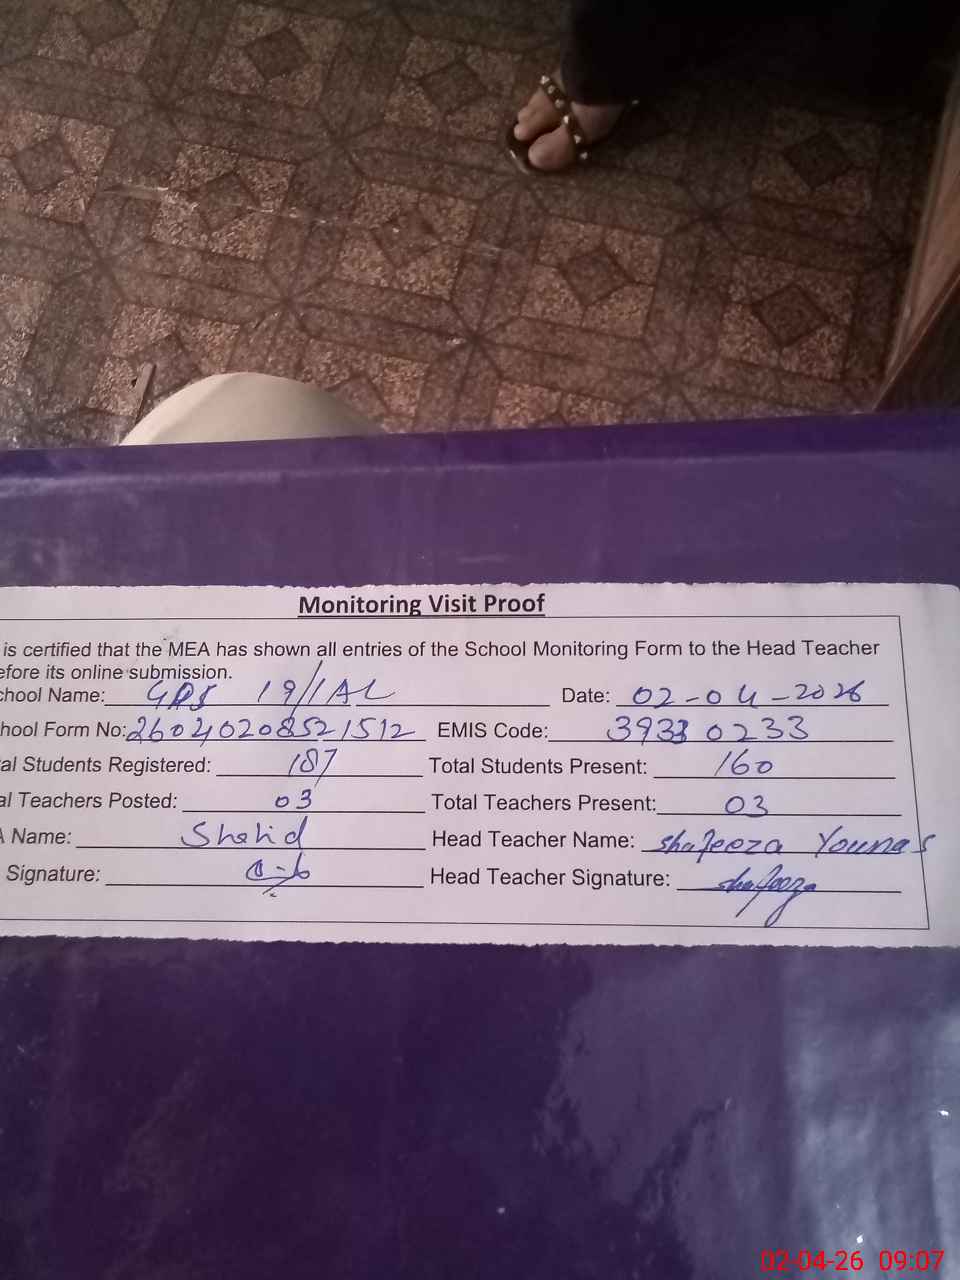 Monitoring Visit Proof
is certified that the MEA has shown all entries of the School Monitoring Form to the Head Teacher
efore its online submission.
chool Name: GPS 19/1AL Date: 02-04-2026
hool Form No: 26040208521512 EMIS Code: 39330233
al Students Registered: 187 Total Students Present: 160
al Teachers Posted: 03 Total Teachers Present: 03
A Name: Shahid Head Teacher Name: shafeeza Younas
Signature: Head Teacher Signature: shafeeza
02-04-26 09:07